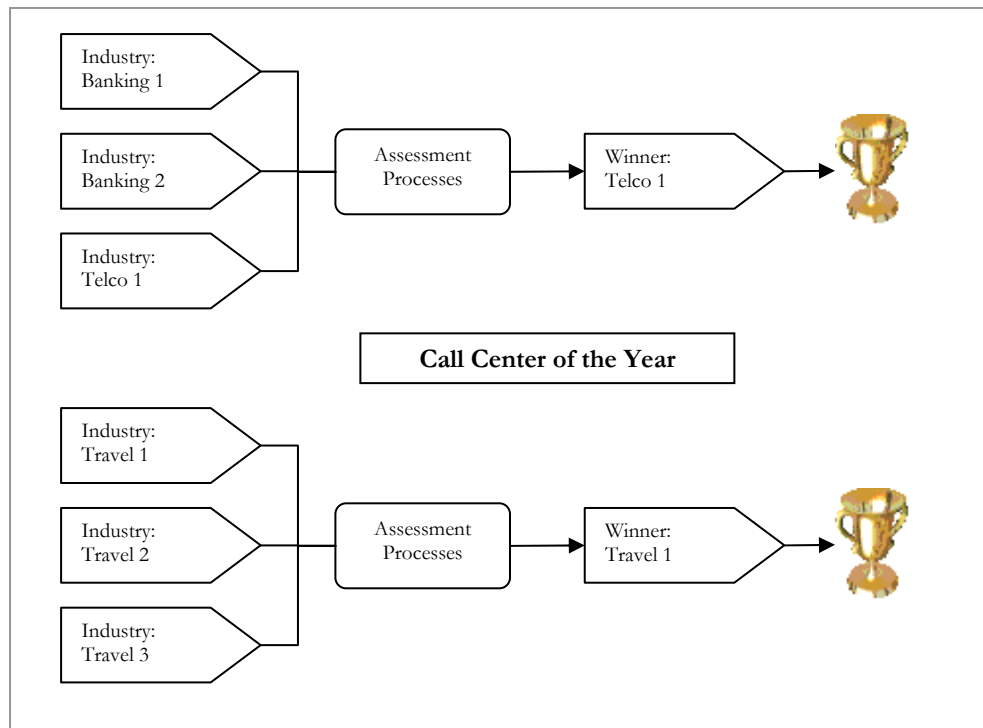 Industry:
Banking 1
Industry:
Banking 2
Industry:
Telco 1
Assessment
Processes
Winner:
Telco 1
Call Center of the Year
Industry:
Travel 1
Industry:
Travel 2
Industry:
Travel 3
Assessment
Processes
Winner:
Travel 1